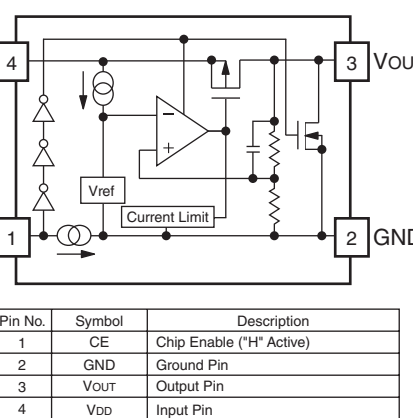 4
3 VOU
−
+
Vref
Current Limit
1
2 GND
Pin No. Symbol Description
1 CE Chip Enable ("H" Active)
2 GND Ground Pin
3 VOUT Output Pin
4 VDD Input Pin